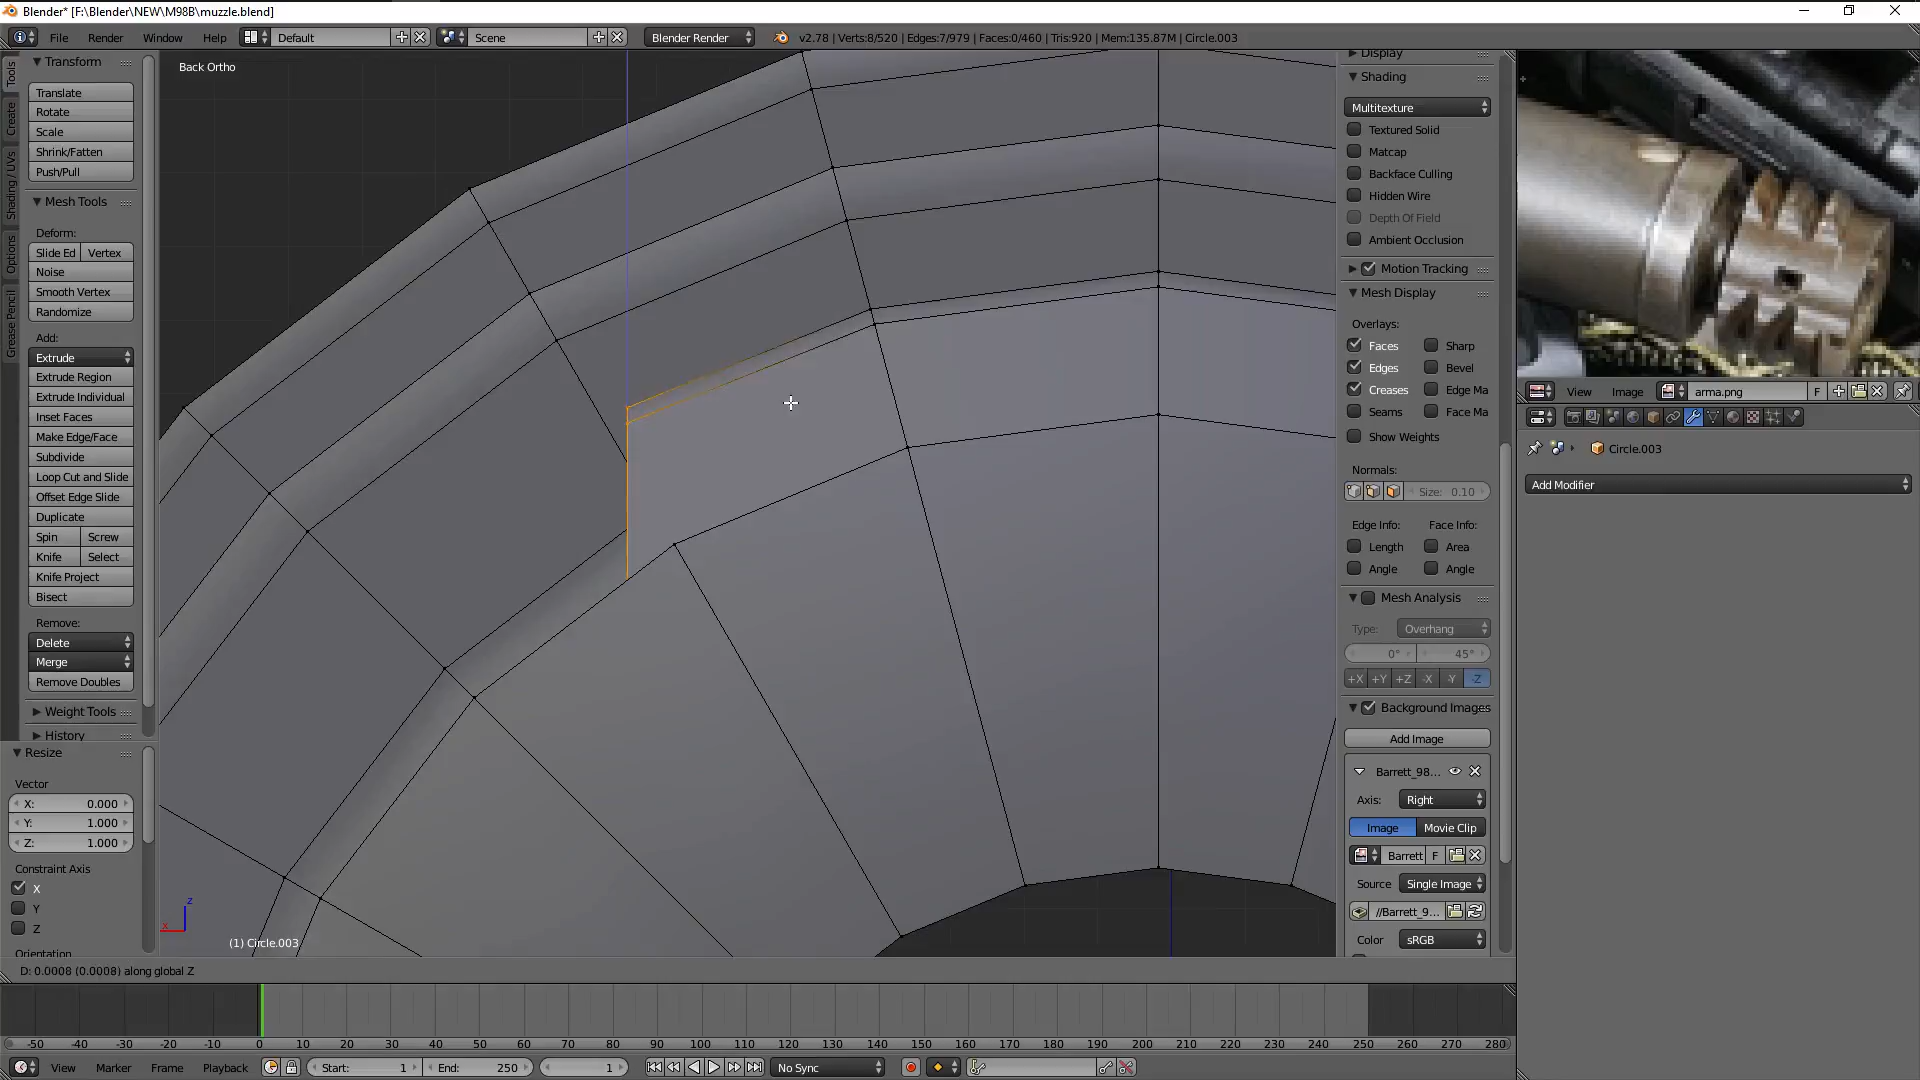 Blender* [F:\Blender\NEW\M98B\muzzle.blend]
File Render Window Help Default Scene Blender Render v2.78 | Verts:8/520 | Edges:7/979 | Faces:0/460 | Tris:920 | Mem:135.87M | Circle.003
Tools
Create
Shading / UVs
Options
Grease Pencil
Transform
Translate
Rotate
Scale
Shrink/Fatten
Push/Pull
Mesh Tools
Deform:
Slide Ed Vertex
Noise
Smooth Vertex
Randomize
Add:
Extrude
Extrude Region
Extrude Individual
Inset Faces
Make Edge/Face
Subdivide
Loop Cut and Slide
Offset Edge Slide
Duplicate
Spin Screw
Knife Select
Knife Project
Bisect
Remove:
Delete
Merge
Remove Doubles
Weight Tools
History
Resize
Vector
X: 0.000
Y: 1.000
Z: 1.000
Constraint Axis
X
Y
Z
Orientation
Back Ortho
z
x
(1) Circle.003
D: 0.0008 (0.0008) along global Z
Display
Shading
Multitexture
Textured Solid
Matcap
Backface Culling
Hidden Wire
Depth Of Field
Ambient Occlusion
Motion Tracking
Mesh Display
Overlays:
Faces Sharp
Edges Bevel
Creases Edge Ma
Seams Face Ma
Show Weights
Normals:
Size: 0.10
Edge Info: Face Info:
Length Area
Angle Angle
Mesh Analysis
Type: Overhang
0° 45°
+X +Y +Z -X -Y -Z
Background Images
Add Image
Barrett_98...
Axis: Right
Image Movie Clip
Barrett F
Source Single Image
//Barrett_9...
Color sRGB
View Image arma.png F
Circle.003
Add Modifier
-50 -40 -30 -20 -10 0 10 20 30 40 50 60 70 80 90 100 110 120 130 140 150 160 170 180 190 200 210 220 230 240 250 260 270 280
View Marker Frame Playback Start: 1 End: 250 1 No Sync